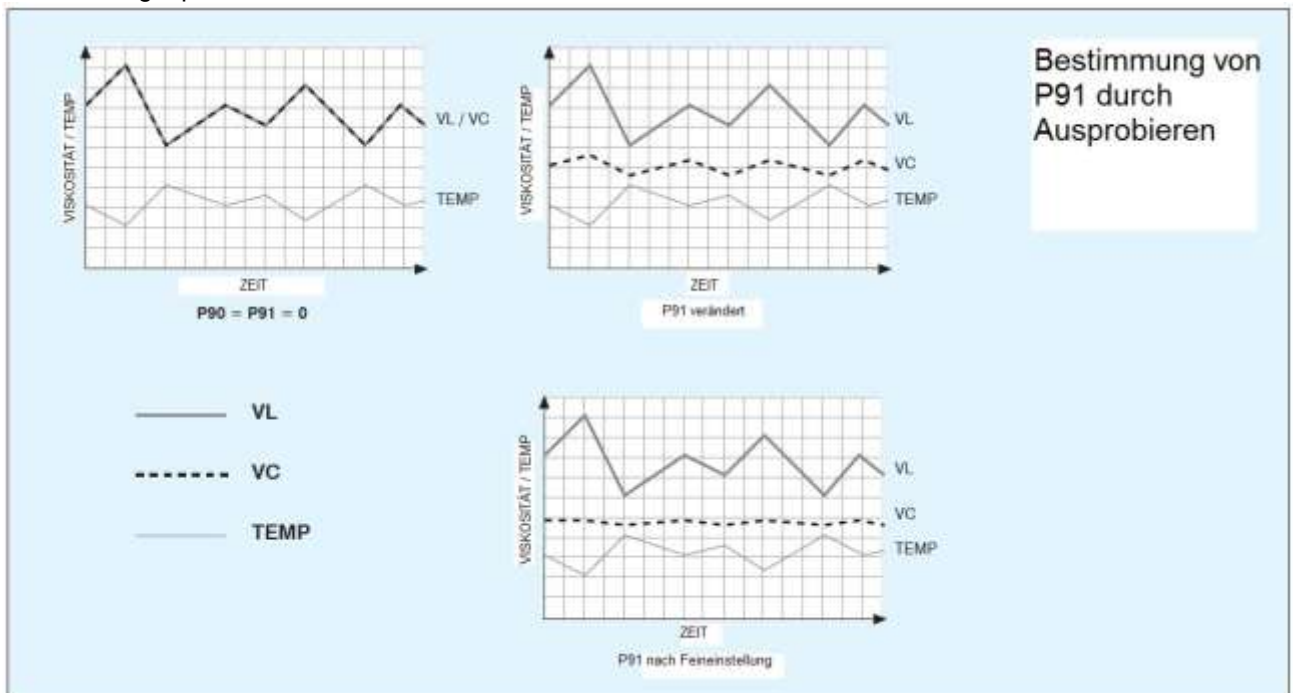 VISKOSITÄT / TEMP
VL / VC
TEMP
ZEIT
P90 = P91 = 0
VISKOSITÄT / TEMP
VL
VC
TEMP
ZEIT
P91 verändert
Bestimmung von
P91 durch
Ausprobieren
VL
VC
TEMP
VISKOSITÄT / TEMP
VL
VC
TEMP
ZEIT
P91 nach Feineinstellung